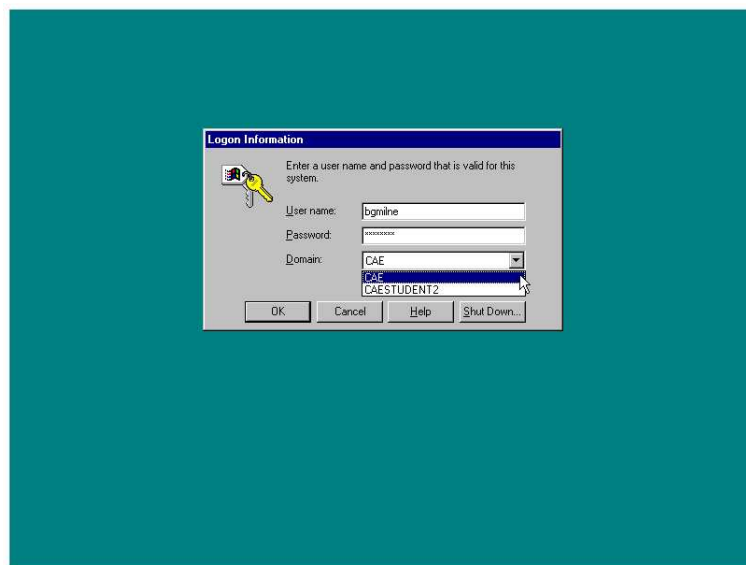 Logon Information
Enter a user name and password that is valid for this
system.
User name: bgmilne
Password: xxxxxxxx
Domain: CAE
CAE
CAESTUDENT2
OK Cancel Help Shut Down...